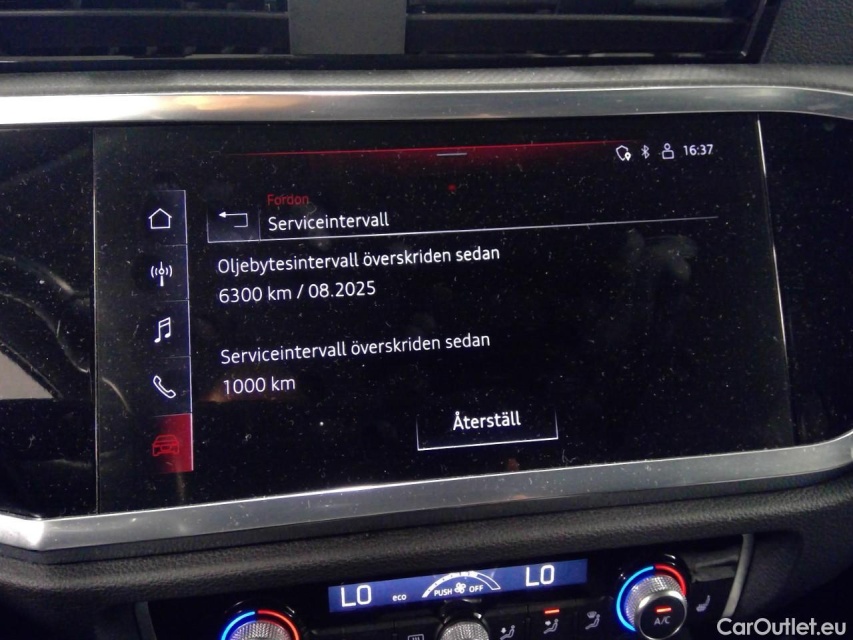 16:37
Fordon
Serviceintervall
Oljebytesintervall överskriden sedan
6300 km / 08.2025
Serviceintervall överskriden sedan
1000 km
Återställ
LO eco PUSH OFF LO
A/C
CarOutlet.eu